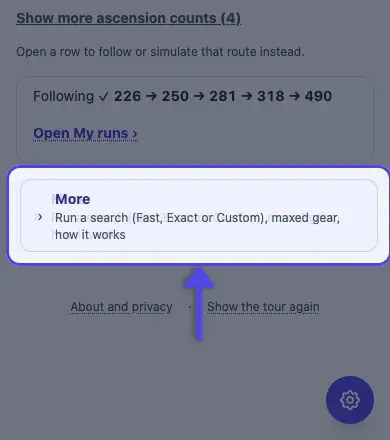 Show more ascension counts (4)
Open a row to follow or simulate that route instead.
Following ✓ 226 → 250 → 281 → 318 → 490
Open My runs ›
More
› Run a search (Fast, Exact or Custom), maxed gear,
how it works
About and privacy · Show the tour again